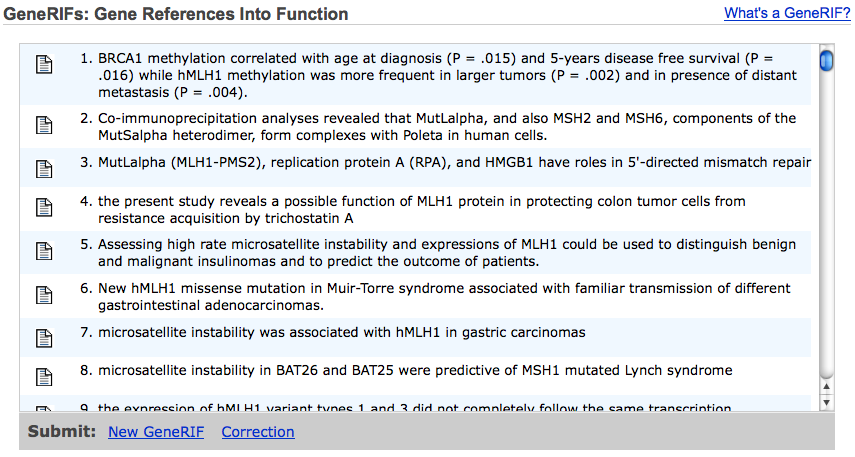 GeneRIFs: Gene References Into Function
What's a GeneRIF?
1. BRCA1 methylation correlated with age at diagnosis (P = .015) and 5-years disease free survival (P =
.016) while hMLH1 methylation was more frequent in larger tumors (P = .002) and in presence of distant
metastasis (P = .004).
2. Co-immunoprecipitation analyses revealed that MutLalpha, and also MSH2 and MSH6, components of the
MutSalpha heterodimer, form complexes with Poleta in human cells.
3. MutLalpha (MLH1-PMS2), replication protein A (RPA), and HMGB1 have roles in 5'-directed mismatch repair
4. the present study reveals a possible function of MLH1 protein in protecting colon tumor cells from
resistance acquisition by trichostatin A
5. Assessing high rate microsatellite instability and expressions of MLH1 could be used to distinguish benign
and malignant insulinomas and to predict the outcome of patients.
6. New hMLH1 missense mutation in Muir-Torre syndrome associated with familiar transmission of different
gastrointestinal adenocarcinomas.
7. microsatellite instability was associated with hMLH1 in gastric carcinomas
8. microsatellite instability in BAT26 and BAT25 were predictive of MSH1 mutated Lynch syndrome
9. the expression of hMLH1 variant types 1 and 3 did not completely follow the same transcription
Submit: New GeneRIF Correction